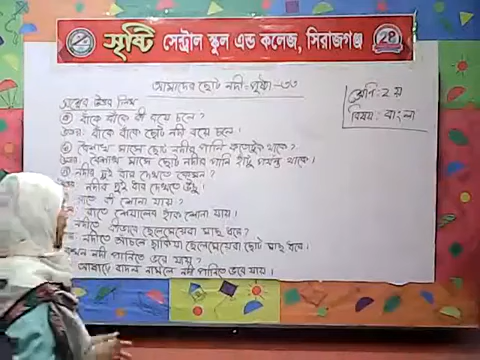 সৃষ্টি সেন্ট্রাল স্কুল এন্ড কলেজ, সিরাজগঞ্জ
আমাদের ছোট নদী-পৃষ্ঠা-৩৩
শ্রেণি: ২য়
বিষয়: বাংলা
প্রশ্নের উত্তর লিখ
বাঁকে বাঁকে কী বয়ে চলে?
উত্তর: বাঁকে বাঁকে ছোট নদী বয়ে চলে।
বৈশাখ মাসে ছোট নদীর পানি কতটুকু থাকে?
উত্তর: বৈশাখ মাসে ছোট নদীর পানি হাঁটু পর্যন্ত থাকে।
নদীর দুই ধার দেখতে কেমন?
নদীর দুই ধার দেখতে উঁচু।
কী শোনা যায়?
রাতে শেয়ালের হাঁক শোনা যায়।
নদীতে কীভাবে ছেলেমেয়েরা মাছ ধরে?
নদীতে আঁচলে ছাঁকিয়া ছেলেমেয়েরা ছোট মাছ ধরে।
নদী পানিতে ভরে যায়?
বাদল নামলে নদী পানিতে ভরে যায়।